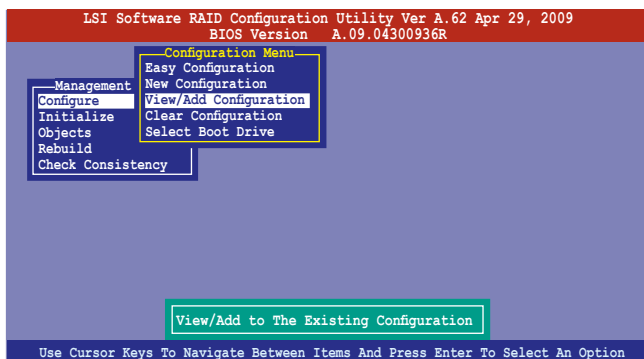 LSI Software RAID Configuration Utility Ver A.62 Apr 29, 2009
BIOS Version A.09.04300936R
Management
Configure
Initialize
Objects
Rebuild
Check Consistency
Configuration Menu
Easy Configuration
New Configuration
View/Add Configuration
Clear Configuration
Select Boot Drive
View/Add to The Existing Configuration
Use Cursor Keys To Navigate Between Items And Press Enter To Select An Option